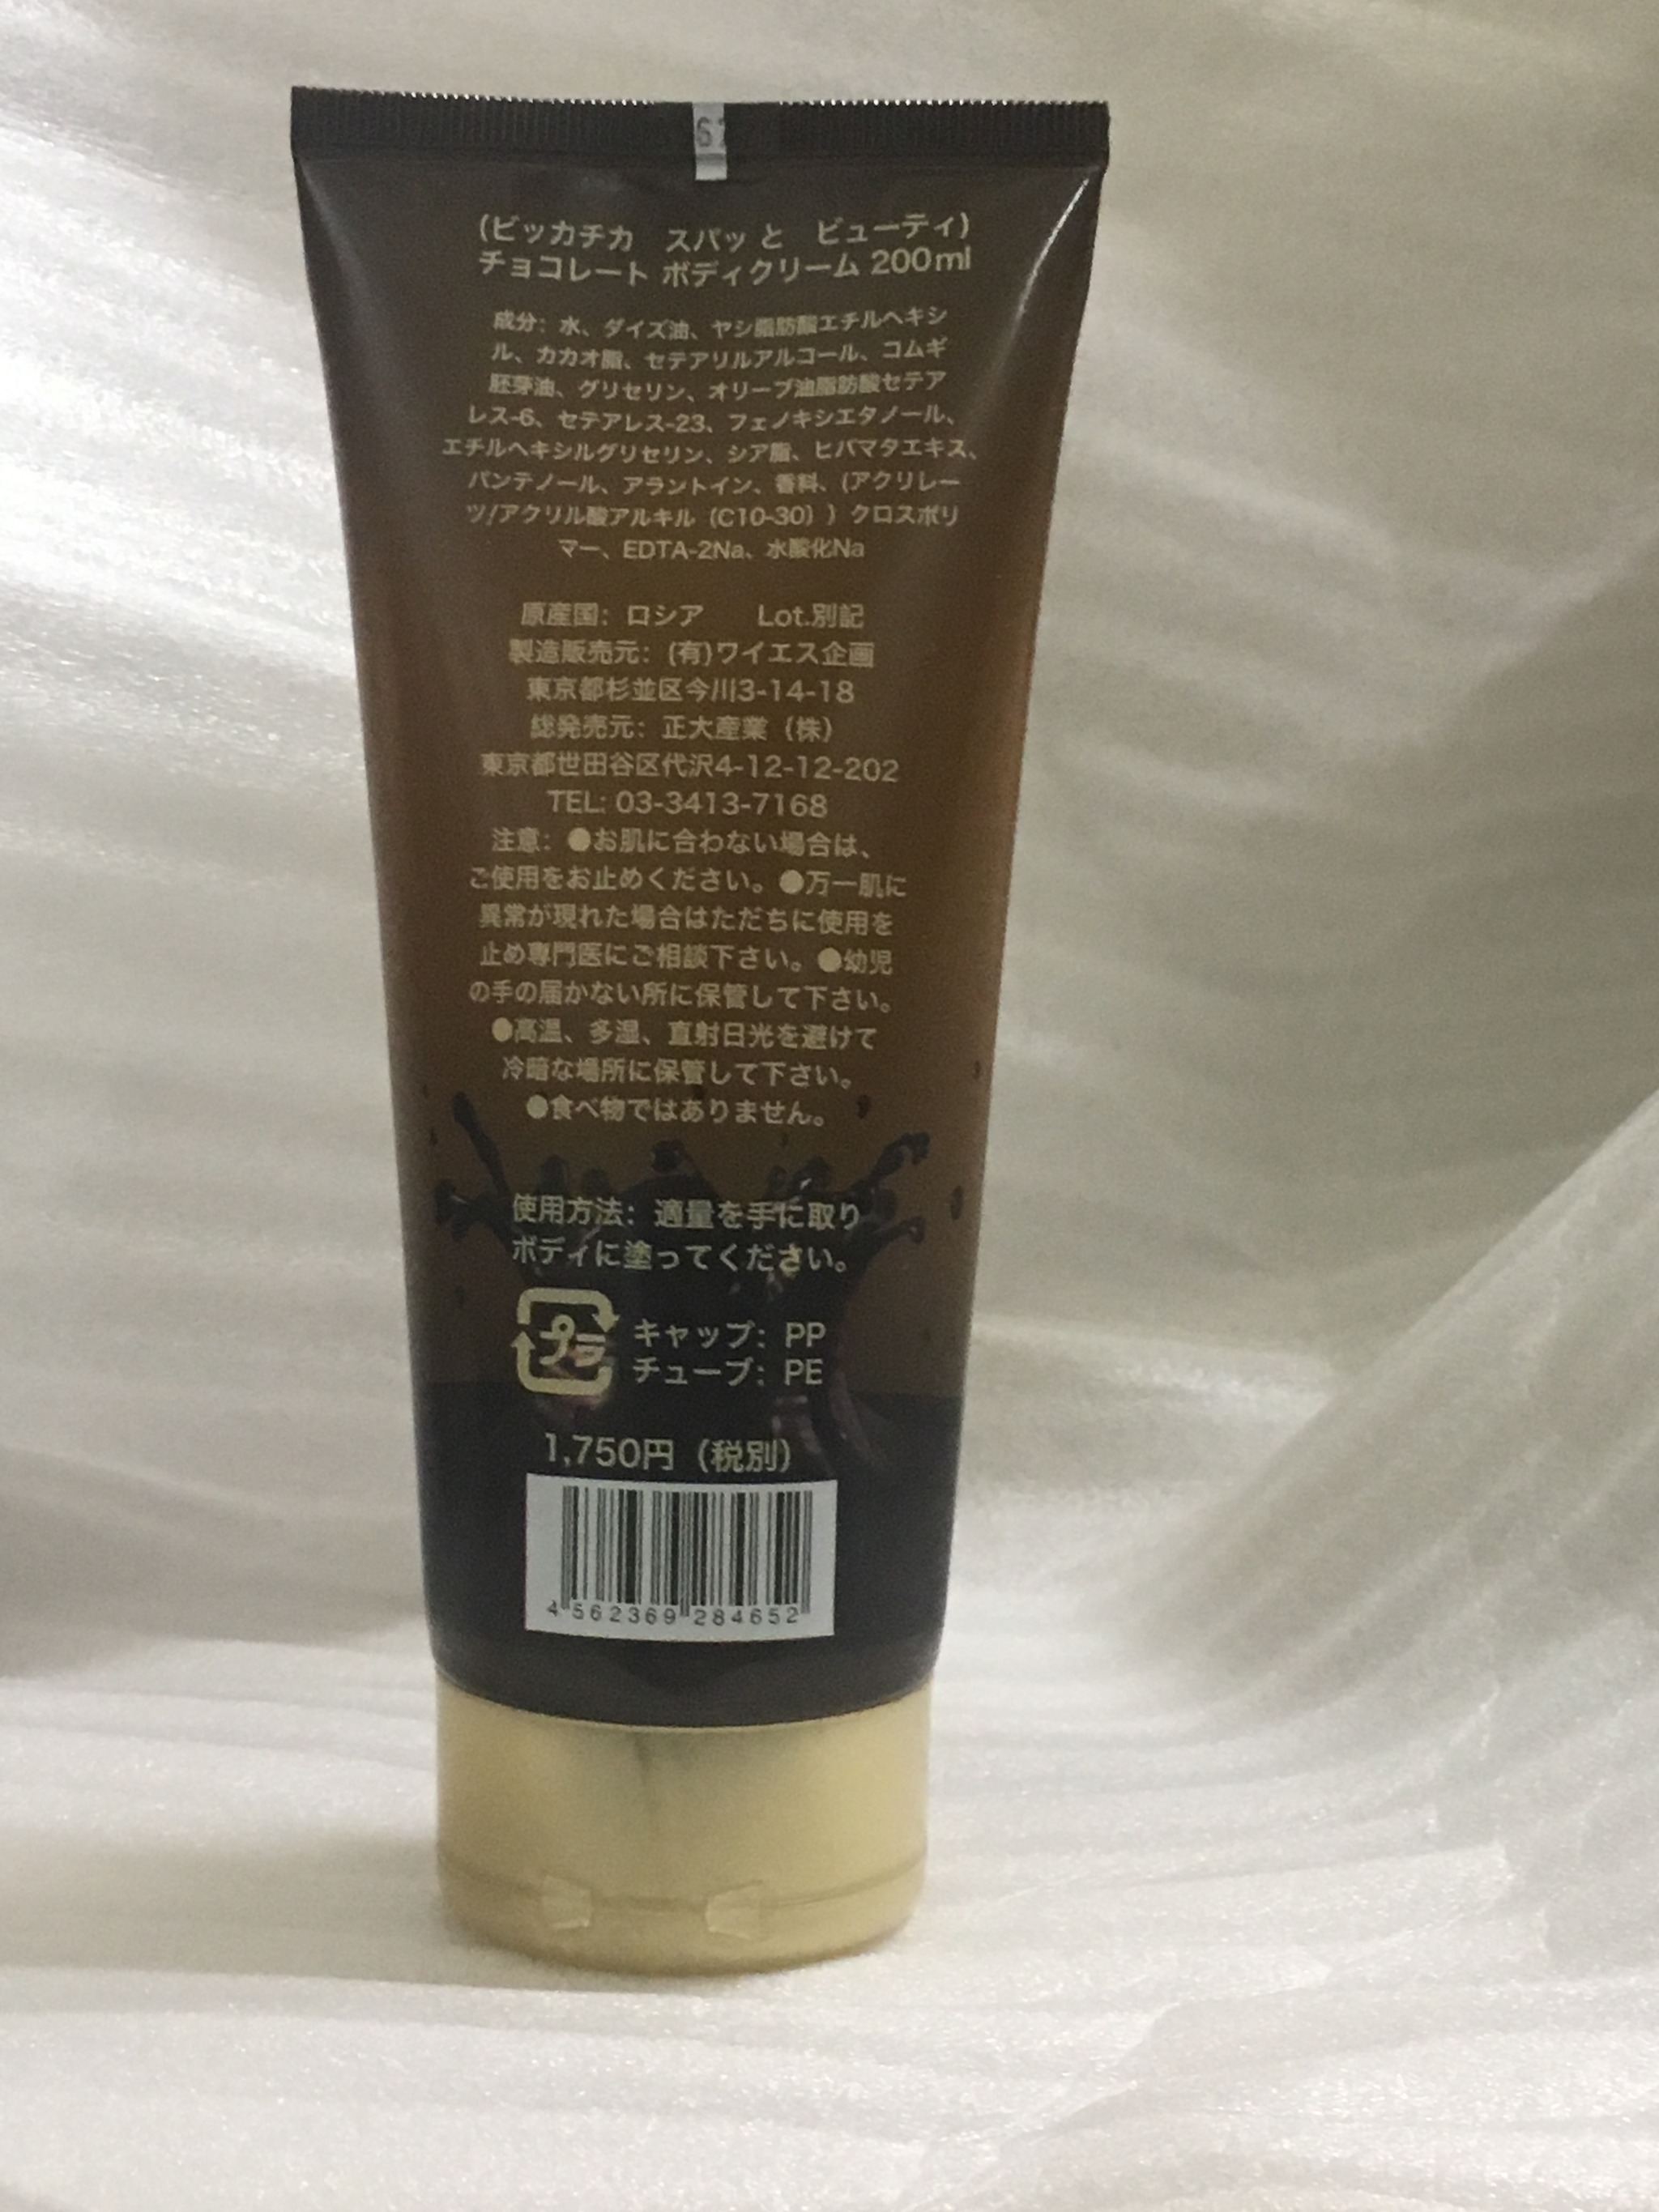 67
(ビッカチカ スパッと ビューティ)
チョコレート ボディクリーム 200ml
成分：水、ダイズ油、ヤシ脂肪酸エチルヘキシ
ル、カカオ脂、セテアリルアルコール、コムギ
胚芽油、グリセリン、オリーブ油脂肪酸セテア
レス-6、セテアレス-23、フェノキシエタノール、
エチルヘキシルグリセリン、シア脂、ヒバマタエキス、
パンテノール、アラントイン、香料、(アクリレー
ツ/アクリル酸アルキル（C10-30））クロスポリ
マー、EDTA-2Na、水酸化Na
原産国：ロシア Lot.別記
製造販売元：(有)ワイエス企画
東京都杉並区今川3-14-18
総発売元：正大産業（株）
東京都世田谷区代沢4-12-12-202
TEL: 03-3413-7168
注意：●お肌に合わない場合は、
ご使用をお止めください。●万一肌に
異常が現れた場合はただちに使用を
止め専門医にご相談下さい。●幼児
の手の届かない所に保管して下さい。
●高温、多湿、直射日光を避けて
冷暗な場所に保管して下さい。
●食べ物ではありません。
使用方法：適量を手に取り
ボディに塗ってください。
プラ
キャップ：PP
チューブ：PE
1,750円（税別）
4 562369 284652